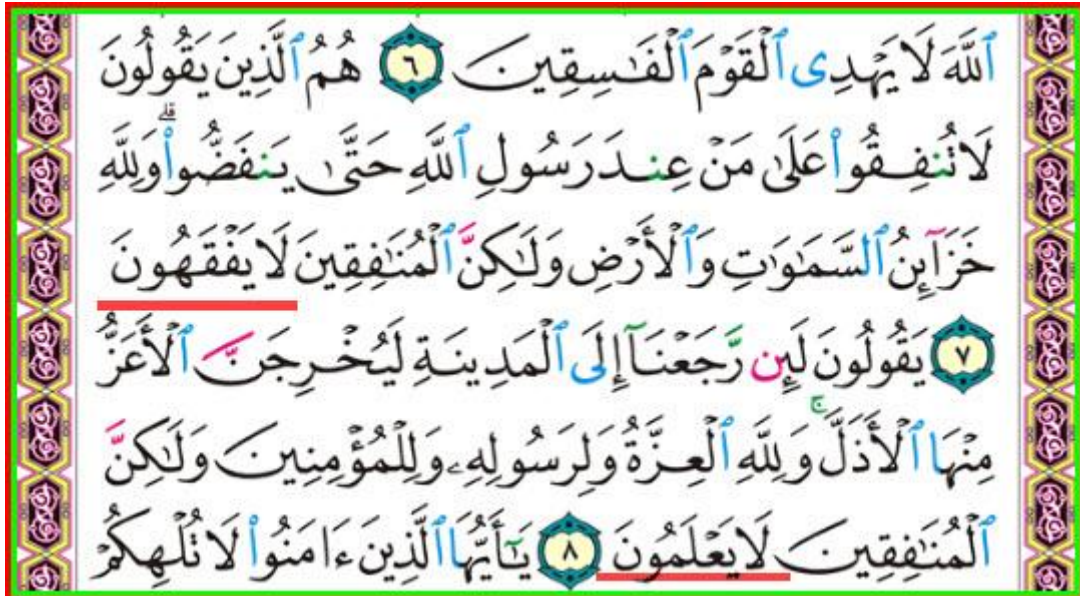 ٱللَّهَ لَا يَهْدِى ٱلْقَوْمَ ٱلْفَـٰسِقِينَ ٦ هُمُ ٱلَّذِينَ يَقُولُونَ
لَا تُنفِقُوا۟ عَلَىٰ مَنْ عِندَ رَسُولِ ٱللَّهِ حَتَّىٰ يَنفَضُّوا۟ ۗ وَلِلَّهِ
خَزَآئِنُ ٱلسَّمَـٰوَٰتِ وَٱلْأَرْضِ وَلَـٰكِنَّ ٱلْمُنَـٰفِقِينَ لَا يَفْقَهُونَ
٧ يَقُولُونَ لَئِن رَّجَعْنَآ إِلَى ٱلْمَدِينَةِ لَيُخْرِجَنَّ ٱلْأَعَزُّ
مِنْهَا ٱلْأَذَلَّ ۚ وَلِلَّهِ ٱلْعِزَّةُ وَلِرَسُولِهِۦ وَلِلْمُؤْمِنِينَ وَلَـٰكِنَّ
ٱلْمُنَـٰفِقِينَ لَا يَعْلَمُونَ ٨ يَـٰٓأَيُّهَا ٱلَّذِينَ ءَامَنُوا۟ لَا تُلْهِكُمْ